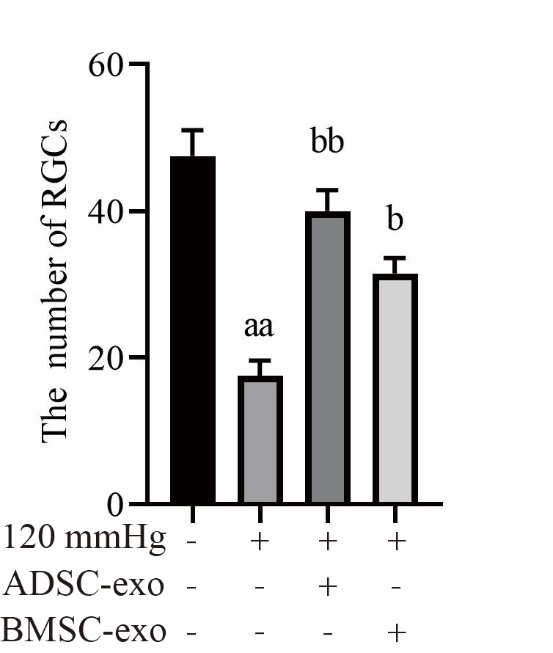 60
bb
The number of RGCs
40
b
aa
20
0
120 mmHg - + + +
ADSC-exo - - + -
BMSC-exo - - - +